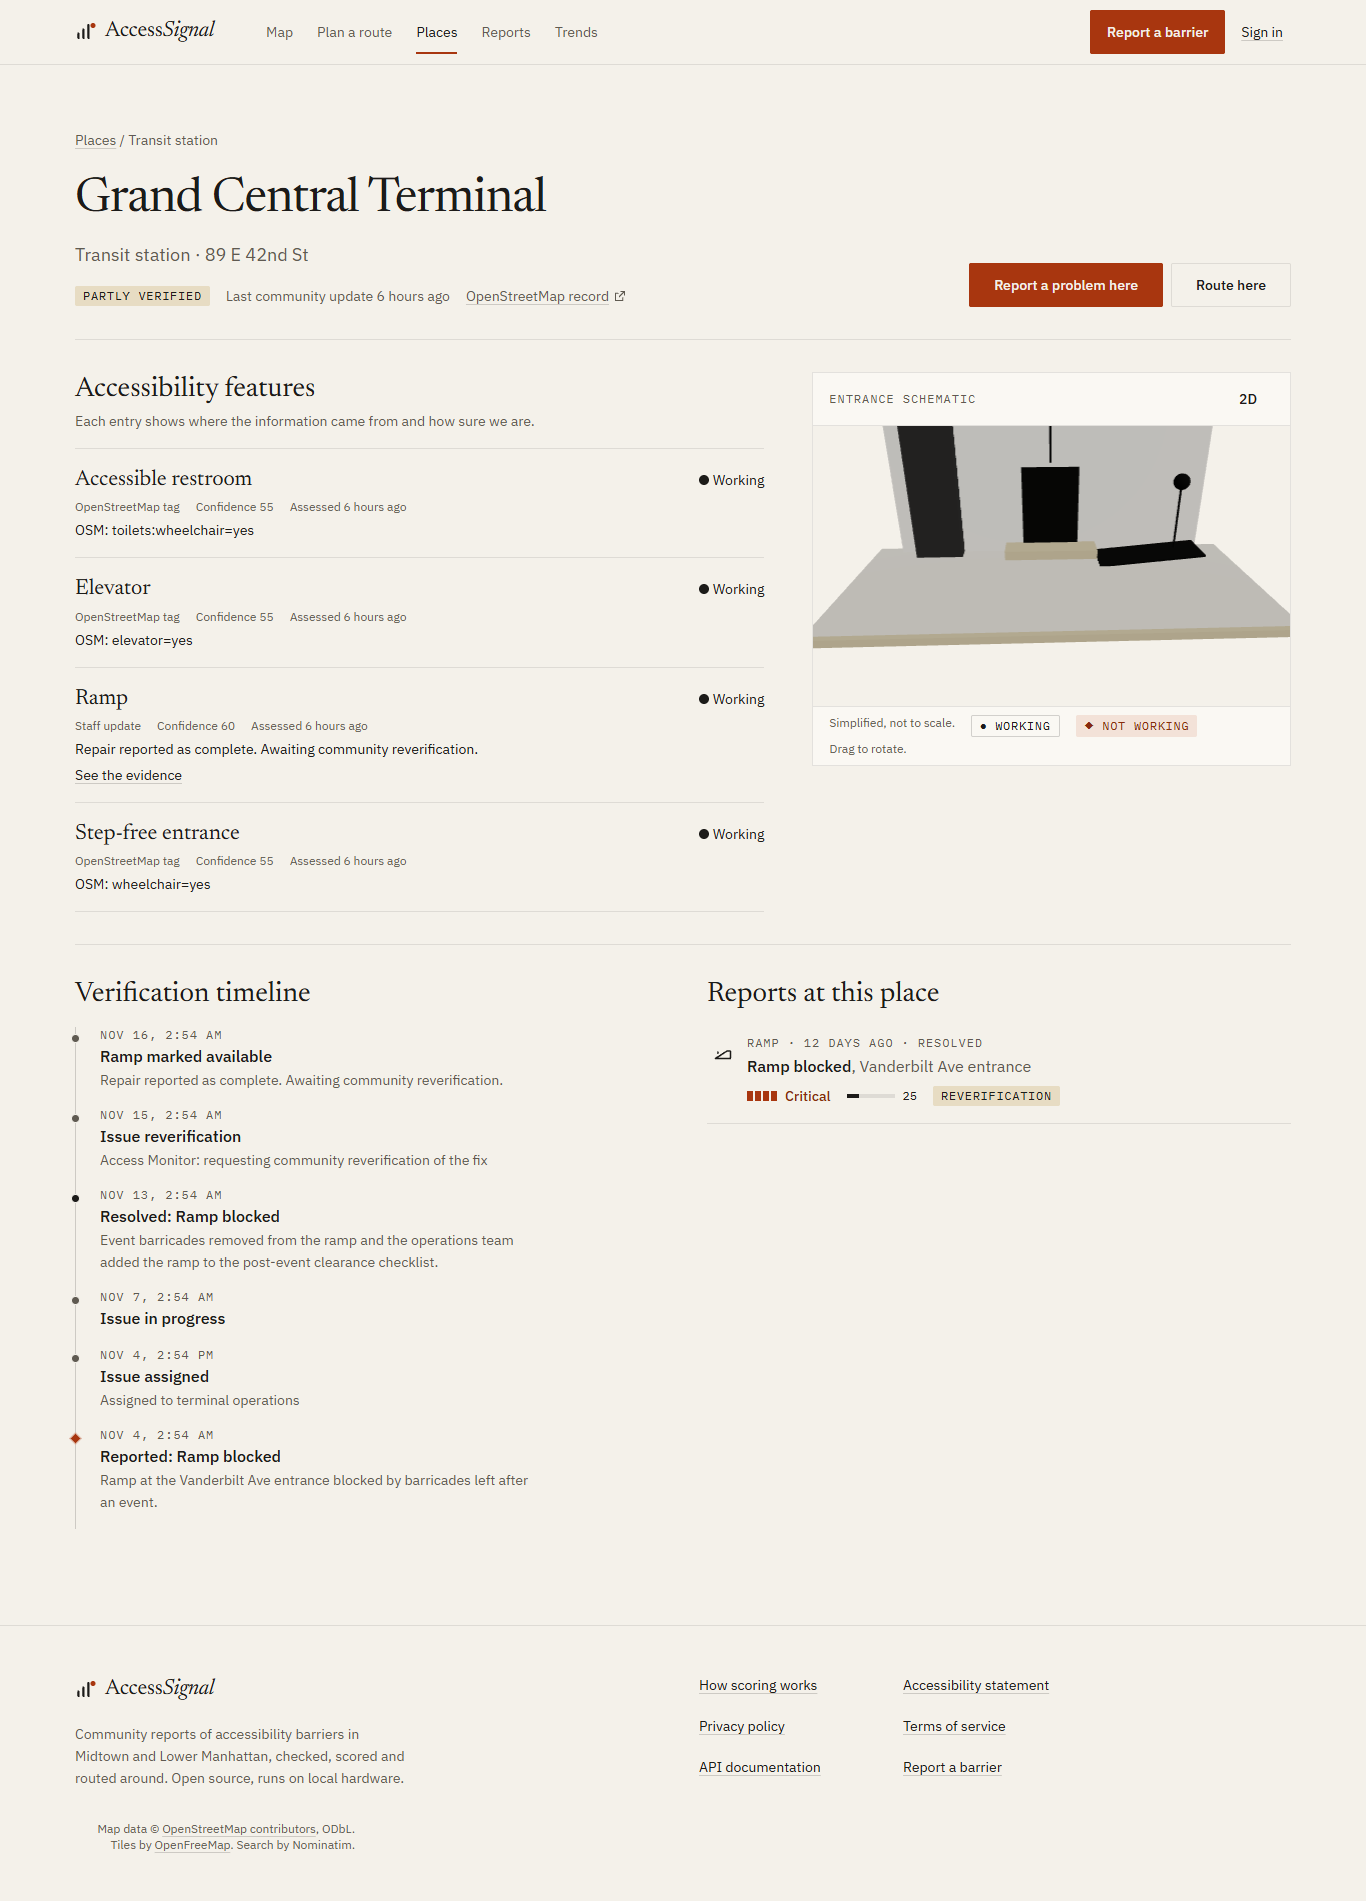 AccessSignal
Map
Plan a route
Places
Reports
Trends
Report a barrier
Sign in
Places / Transit station
Grand Central Terminal
Transit station · 89 E 42nd St
PARTLY VERIFIED
Last community update 6 hours ago
OpenStreetMap record
Report a problem here
Route here
Accessibility features
Each entry shows where the information came from and how sure we are.
Accessible restroom
Working
OpenStreetMap tag Confidence 55 Assessed 6 hours ago
OSM: toilets:wheelchair=yes
Elevator
Working
OpenStreetMap tag Confidence 55 Assessed 6 hours ago
OSM: elevator=yes
Ramp
Working
Staff update Confidence 60 Assessed 6 hours ago
Repair reported as complete. Awaiting community reverification.
See the evidence
Step-free entrance
Working
OpenStreetMap tag Confidence 55 Assessed 6 hours ago
OSM: wheelchair=yes
ENTRANCE SCHEMATIC
2D
Simplified, not to scale.
WORKING
NOT WORKING
Drag to rotate.
Verification timeline
NOV 16, 2:54 AM
Ramp marked available
Repair reported as complete. Awaiting community reverification.
NOV 15, 2:54 AM
Issue reverification
Access Monitor: requesting community reverification of the fix
NOV 13, 2:54 AM
Resolved: Ramp blocked
Event barricades removed from the ramp and the operations team
added the ramp to the post-event clearance checklist.
NOV 7, 2:54 AM
Issue in progress
NOV 4, 2:54 PM
Issue assigned
Assigned to terminal operations
NOV 4, 2:54 AM
Reported: Ramp blocked
Ramp at the Vanderbilt Ave entrance blocked by barricades left after
an event.
Reports at this place
RAMP · 12 DAYS AGO · RESOLVED
Ramp blocked, Vanderbilt Ave entrance
Critical
25
REVERIFICATION
AccessSignal
Community reports of accessibility barriers in
Midtown and Lower Manhattan, checked, scored and
routed around. Open source, runs on local hardware.
Map data © OpenStreetMap contributors, ODbL.
Tiles by OpenFreeMap. Search by Nominatim.
How scoring works
Accessibility statement
Privacy policy
Terms of service
API documentation
Report a barrier